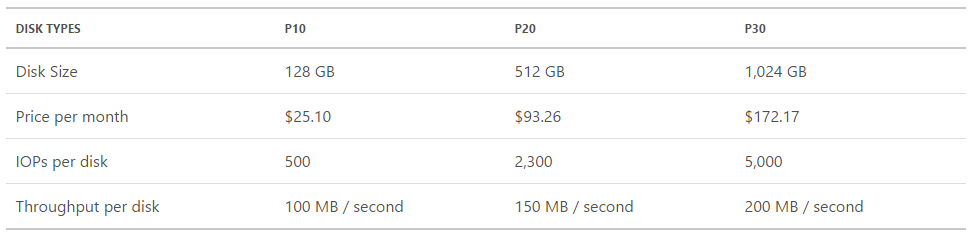 DISK TYPES P10 P20 P30
Disk Size 128 GB 512 GB 1,024 GB
Price per month $25.10 $93.26 $172.17
IOPs per disk 500 2,300 5,000
Throughput per disk 100 MB / second 150 MB / second 200 MB / second